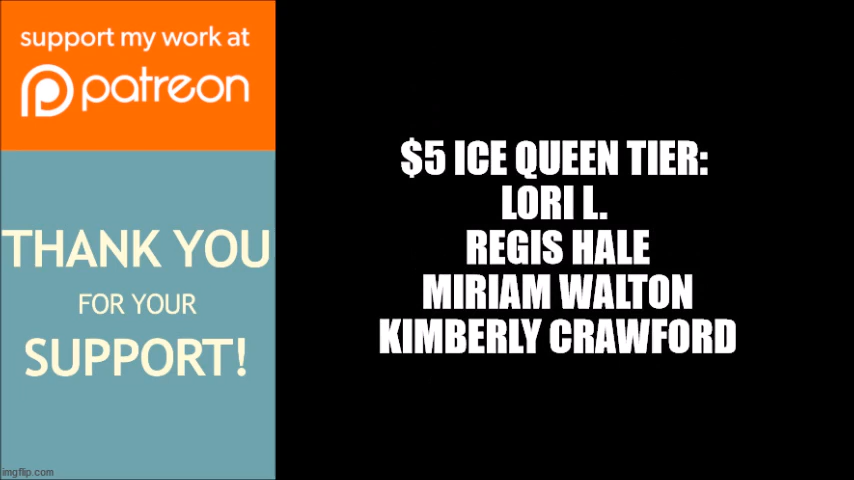 support my work at
patreon
THANK YOU
FOR YOUR
SUPPORT!
$5 ICE QUEEN TIER:
LORI L.
REGIS HALE
MIRIAM WALTON
KIMBERLY CRAWFORD
imgflip.com